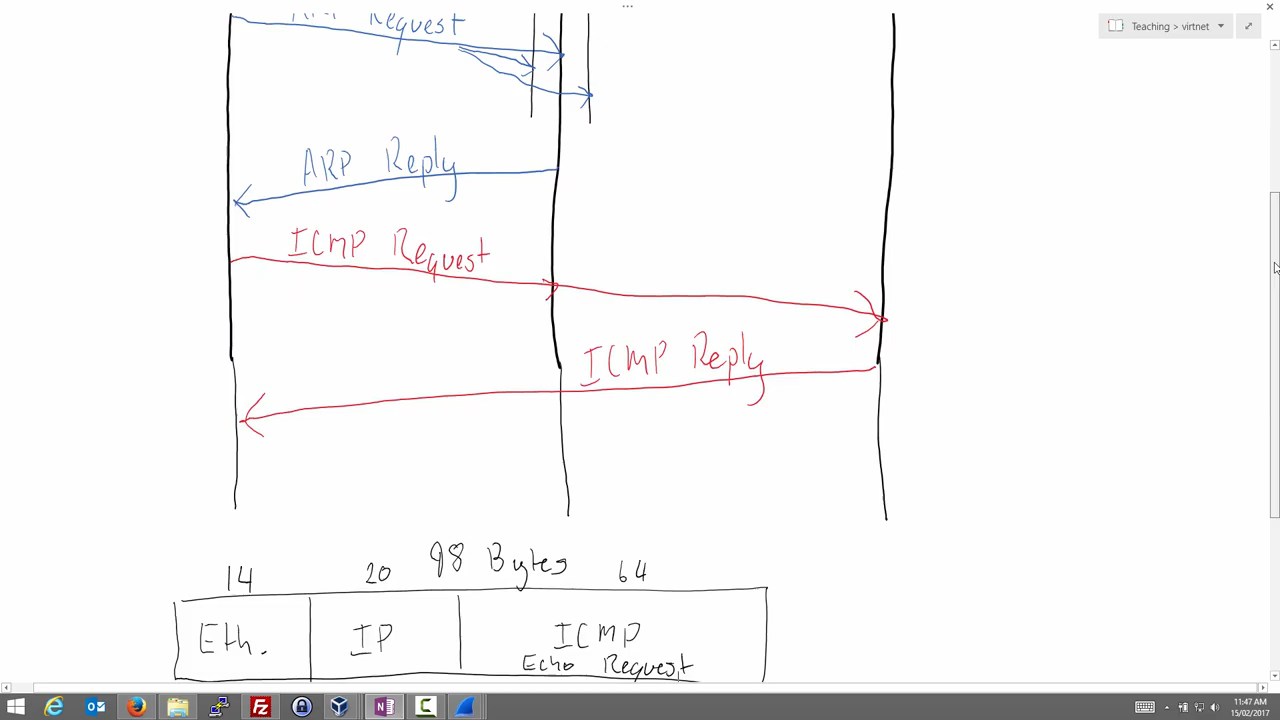 Teaching > virtnet
ARP Request
ARP Reply
ICMP Request
ICMP Reply
98 Bytes
14 20 64
Eth. IP ICMP
Echo Request
11:47 AM
15/02/2017